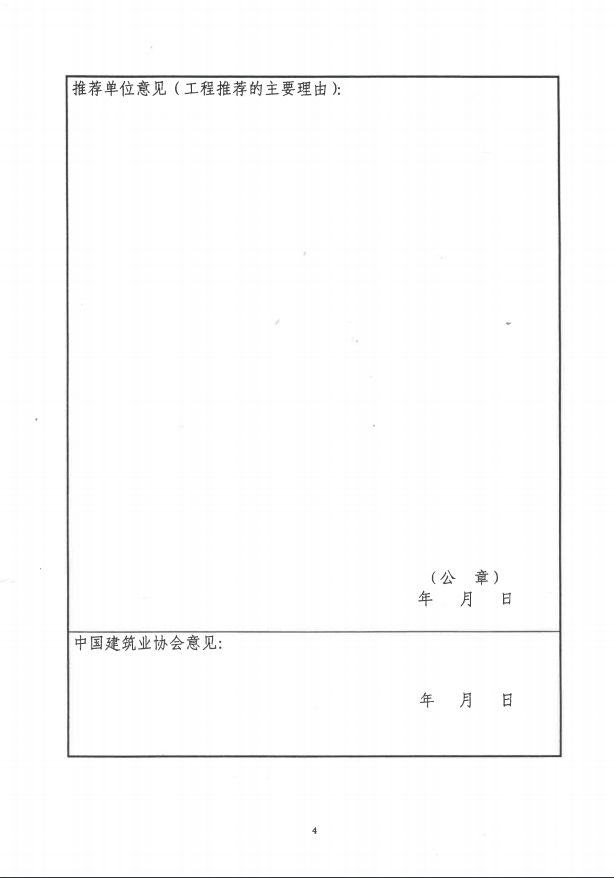 推荐单位意见（工程推荐的主要理由）:
（公 章）
年 月 日
中国建筑业协会意见:
年 月 日
4